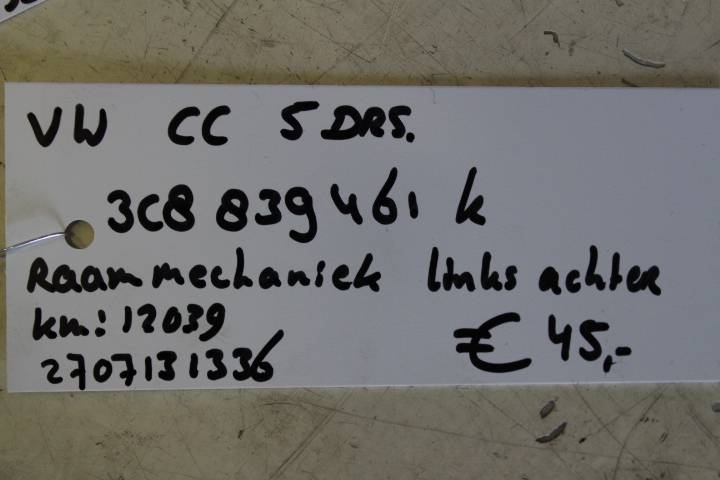 VW CC 5 DRS.
3C8 839 461 k
Raammechaniek links achter
km: 12039
€ 45,-
2707131336